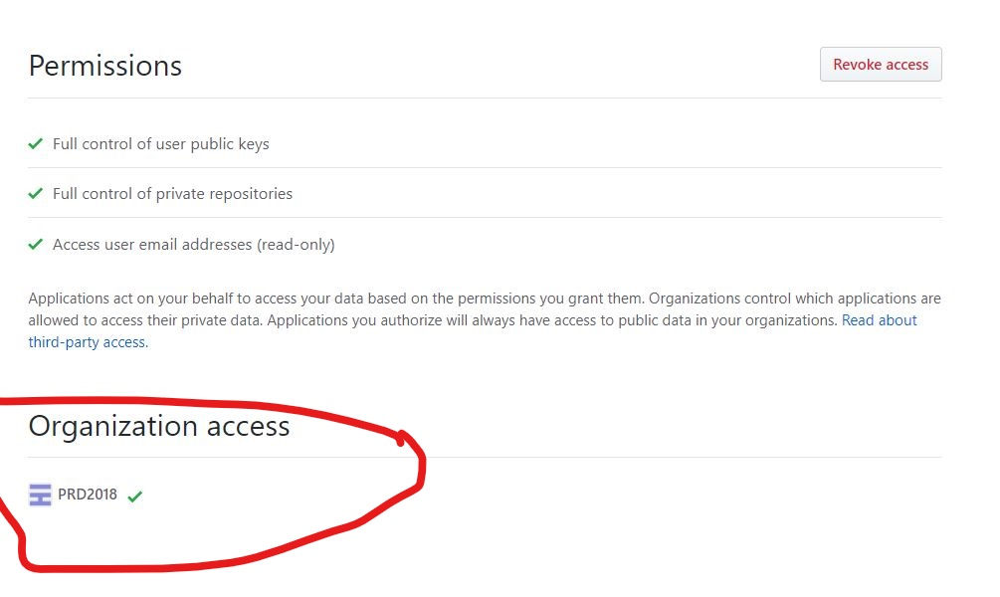 Permissions
Revoke access
Full control of user public keys
Full control of private repositories
Access user email addresses (read-only)
Applications act on your behalf to access your data based on the permissions you grant them. Organizations control which applications are
allowed to access their private data. Applications you authorize will always have access to public data in your organizations. Read about
third-party access.
Organization access
PRD2018